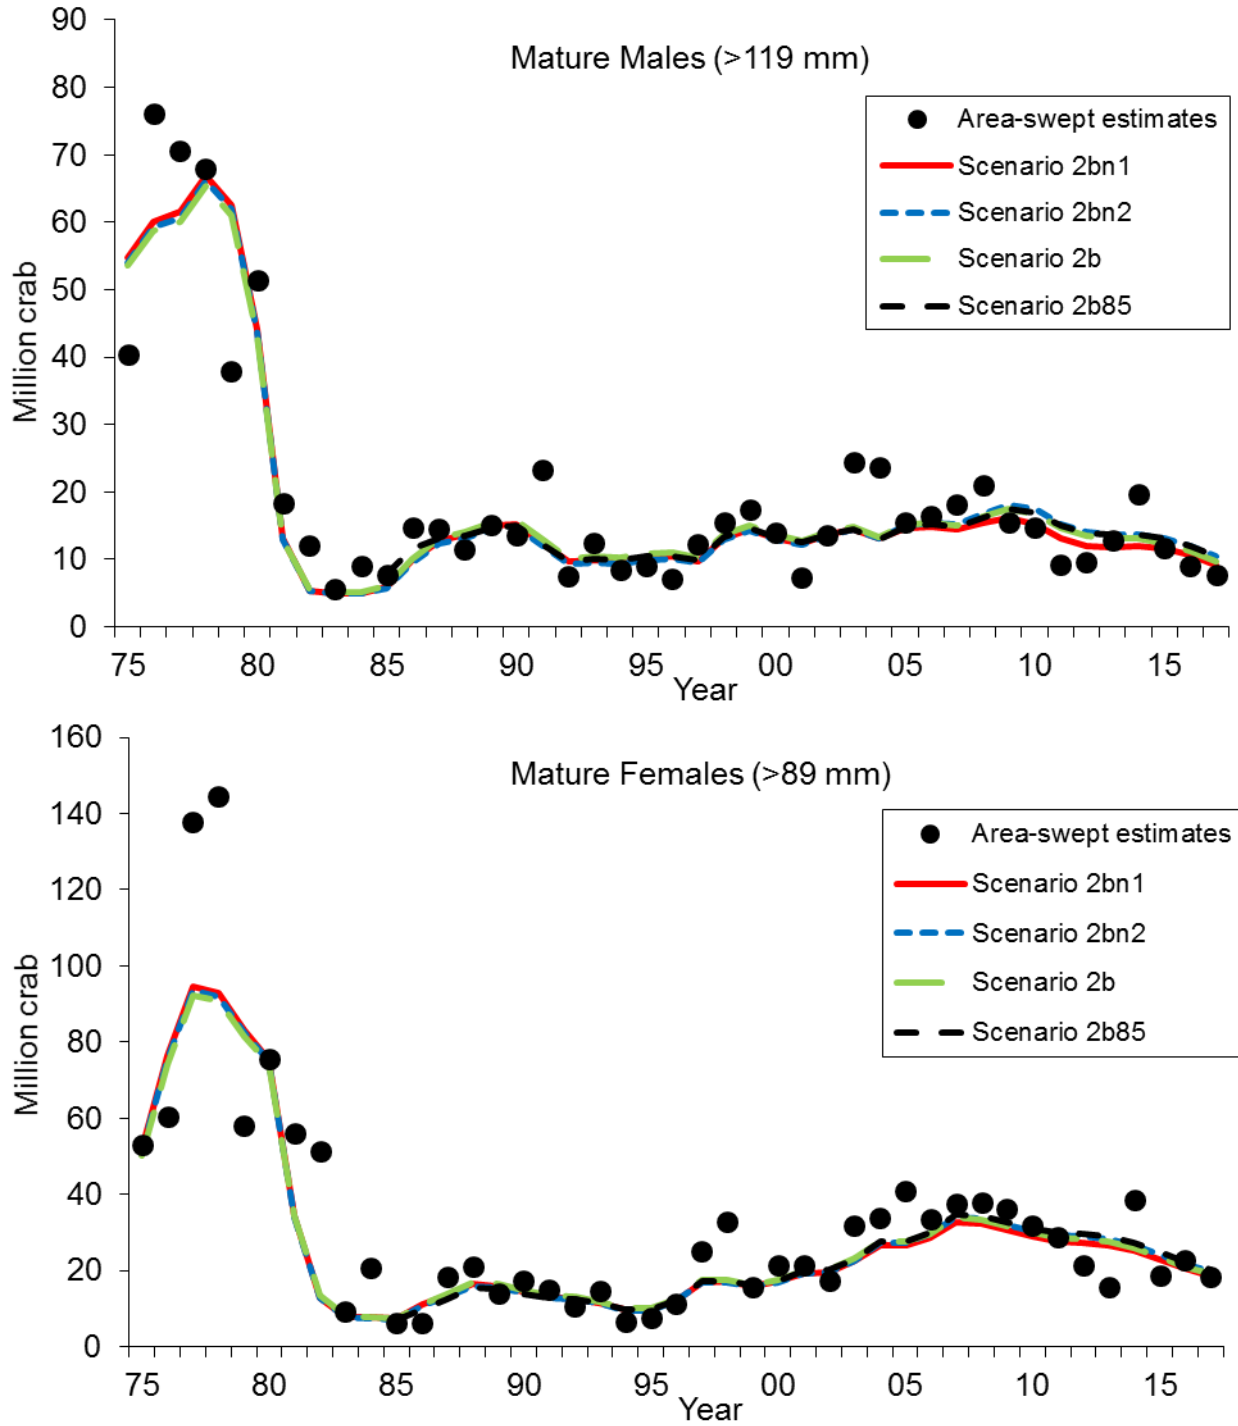 Mature Males (>119 mm)
90
80
70
60
50
40
30
20
10
0
Million crab
Area-swept estimates
Scenario 2bn1
Scenario 2bn2
Scenario 2b
Scenario 2b85
75 80 85 90 95 00 05 10 15
Year
Mature Females (>89 mm)
160
140
120
100
80
60
40
20
0
Million crab
Area-swept estimates
Scenario 2bn1
Scenario 2bn2
Scenario 2b
Scenario 2b85
75 80 85 90 95 00 05 10 15
Year